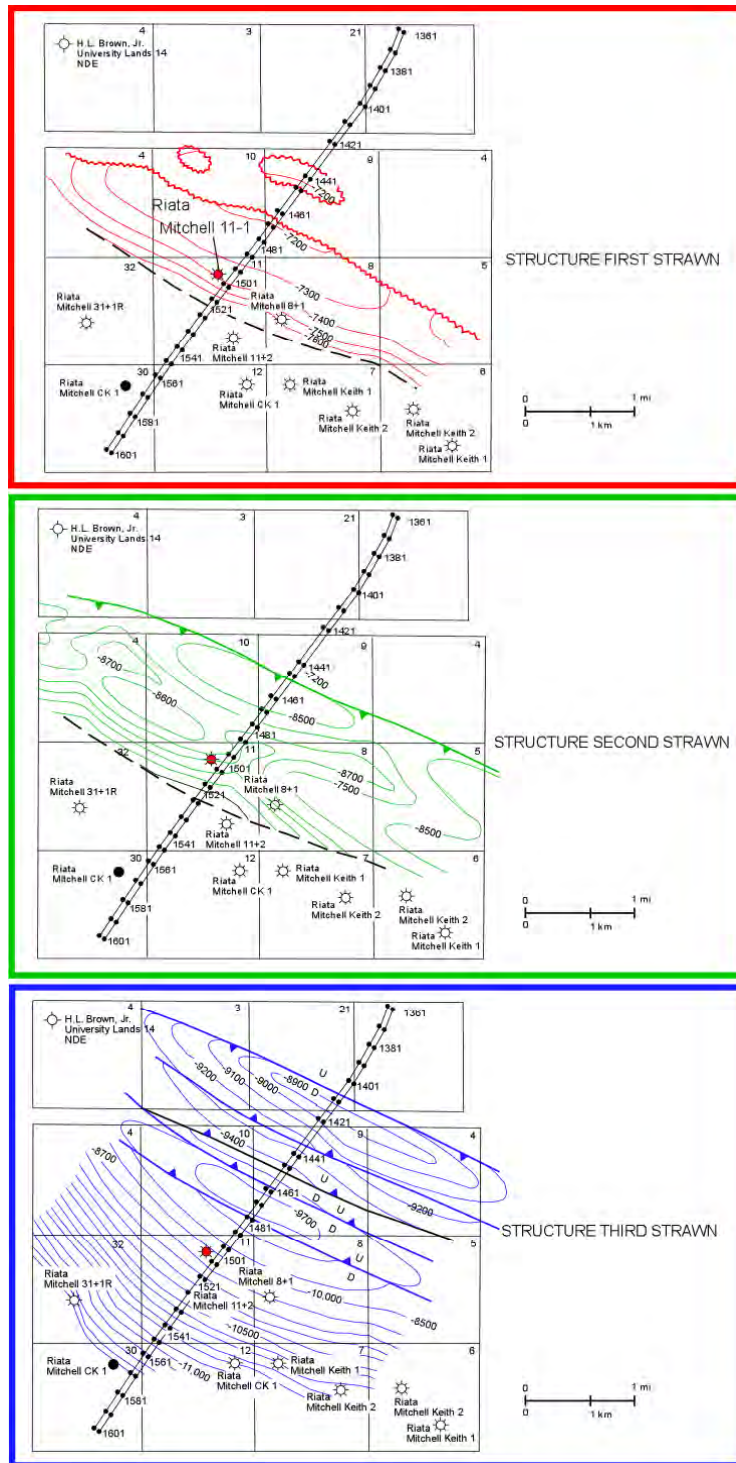 H.L. Brown, Jr.
University Lands 14
NDE
4
3
21
1361
1381
1401
1421
4
10
9
4
1441
-7200
Riata
Mitchell 11-1
1461
-7200
1481
32
11
8
5
STRUCTURE FIRST STRAWN
1501
-7300
Riata
Mitchell 31+1R
Riata
Mitchell 8+1
-7400
1521
-7500
-7600
Riata
Mitchell 11+2
1541
30
12
7
6
1561
Riata
Mitchell CK 1
Riata
Mitchell CK 1
Riata
Mitchell Keith 1
0
1 mi
1581
Riata
Mitchell Keith 2
Riata
Mitchell Keith 2
0
1 km
1601
Riata
Mitchell Keith 1
H.L. Brown, Jr.
University Lands 14
NDE
4
3
21
1361
1381
1401
1421
4
10
9
4
-8700
1441
-7200
-8600
1461
-8500
1481
32
11
8
5
STRUCTURE SECOND STRAWN
1501
-8700
Riata
Mitchell 31+1R
Riata
Mitchell 8+1
-7500
1521
Riata
Mitchell 11+2
-8500
1541
30
12
7
6
1561
Riata
Mitchell CK 1
Riata
Mitchell CK 1
Riata
Mitchell Keith 1
0
1 mi
1581
Riata
Mitchell Keith 2
Riata
Mitchell Keith 2
0
1 km
1601
Riata
Mitchell Keith 1
H.L. Brown, Jr.
University Lands 14
NDE
4
3
21
1361
1381
-9200
-9100
-9000
-8900
U
D
1401
1421
4
10
9
4
-8700
-9400
1441
1461
U
D
-9200
-9700
U
D
1481
32
11
8
5
STRUCTURE THIRD STRAWN
1501
U
D
Riata
Mitchell 31+1R
1521
Riata
Mitchell 8+1
-10,000
Riata
Mitchell 11+2
-8500
1541
-10500
30
12
7
6
1561
-11,000
Riata
Mitchell CK 1
Riata
Mitchell CK 1
Riata
Mitchell Keith 1
0
1 mi
1581
Riata
Mitchell Keith 2
Riata
Mitchell Keith 2
0
1 km
1601
Riata
Mitchell Keith 1